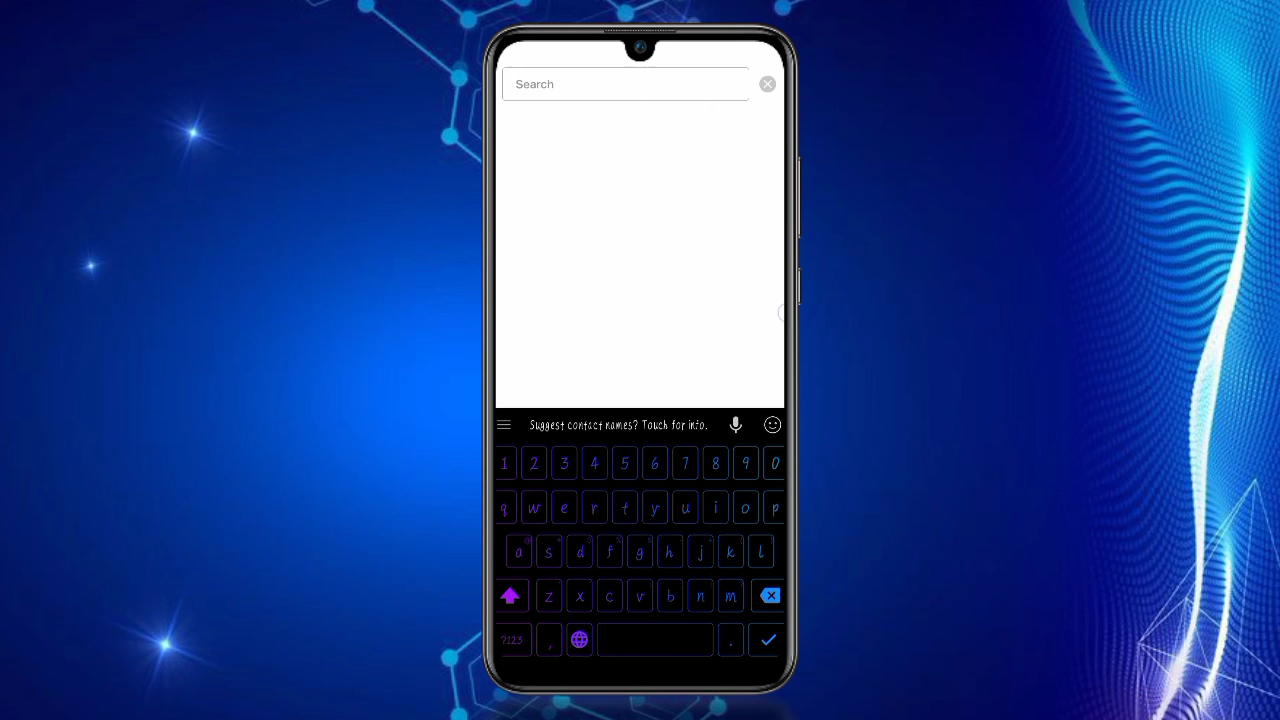 Search
Suggest contact names? Touch for info.
1 2 3 4 5 6 7 8 9 0
q w e r t y u i o p
a s d f g h j k l
z x c v b n m
?123 , .